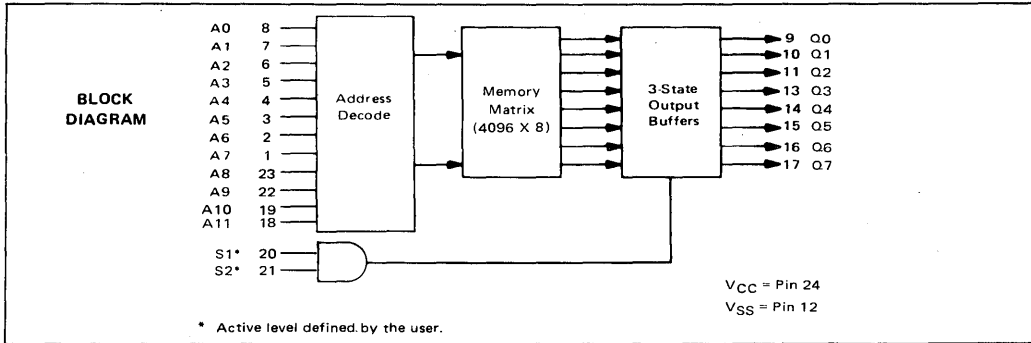 BLOCK
DIAGRAM
A0 8
A1 7
A2 6
A3 5
A4 4
A5 3
A6 2
A7 1
A8 23
A9 22
A10 19
A11 18
S1* 20
S2* 21
Address
Decode
Memory
Matrix
(4096 X 8)
3-State
Output
Buffers
9 Q0
10 Q1
11 Q2
13 Q3
14 Q4
15 Q5
16 Q6
17 Q7
VCC = Pin 24
VSS = Pin 12
* Active level defined by the user.